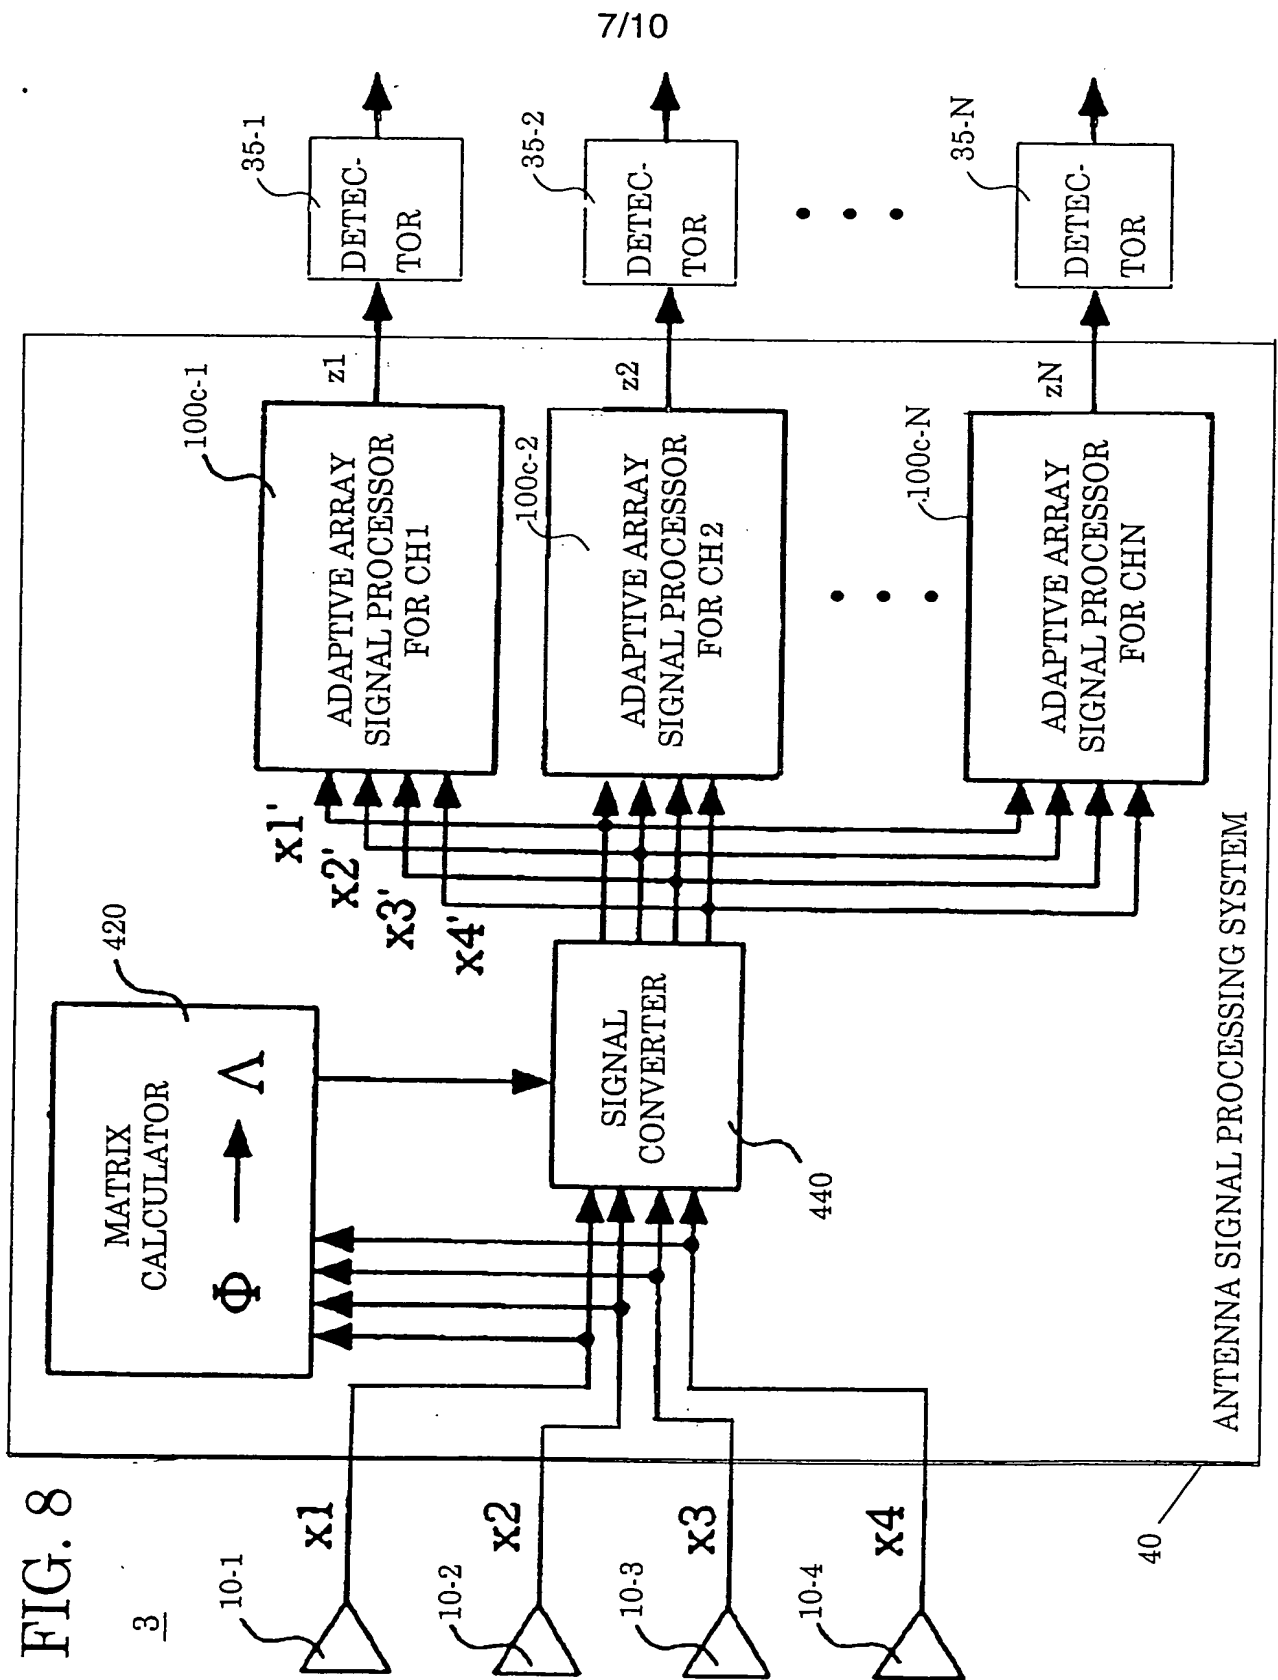 7/10
FIG. 8
3
10-1
x1
10-2
x2
10-3
x3
10-4
x4
40
MATRIX
CALCULATOR
Φ
Λ
420
SIGNAL
CONVERTER
440
x1'
x2'
x3'
x4'
ADAPTIVE ARRAY
SIGNAL PROCESSOR
FOR CH1
100c-1
z1
DETEC-
TOR
35-1
ADAPTIVE ARRAY
SIGNAL PROCESSOR
FOR CH2
100c-2
z2
DETEC-
TOR
35-2
ADAPTIVE ARRAY
SIGNAL PROCESSOR
FOR CHN
100c-N
zN
DETEC-
TOR
35-N
ANTENNA SIGNAL PROCESSING SYSTEM